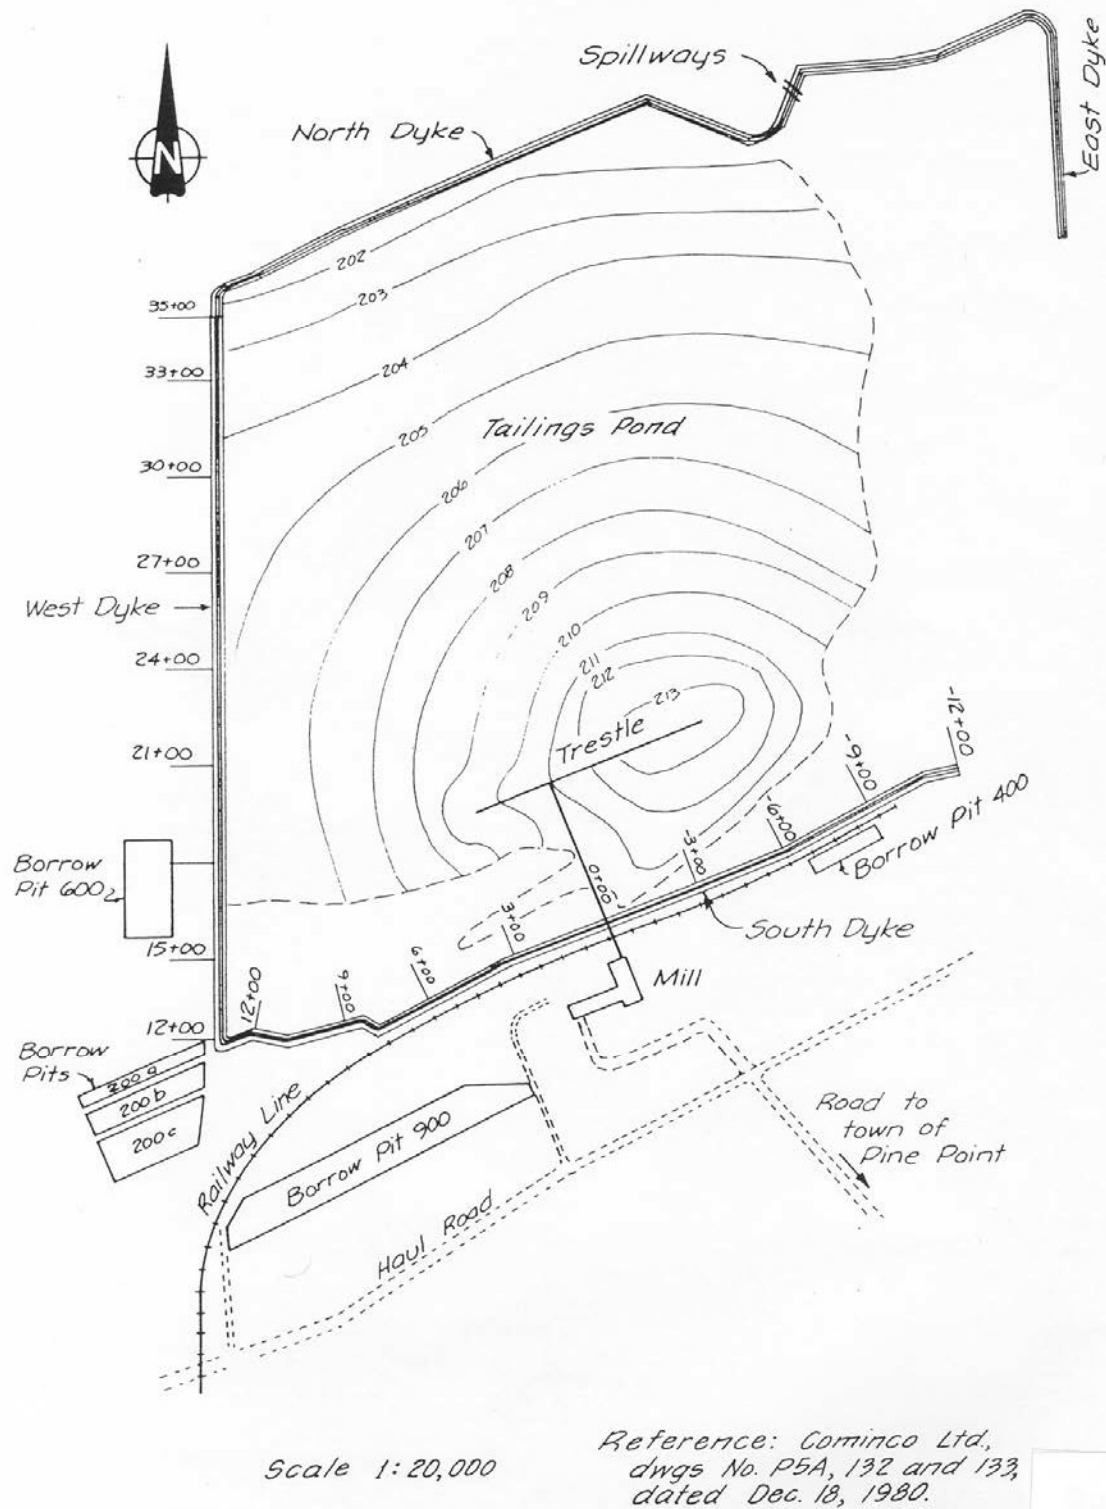 Spillways
East Dyke
North Dyke
N
202
35+00
203
204
33+00
205
Tailings Pond
30+00
206
207
27+00
208
West Dyke
209
210
24+00
211
212
213
Trestle
21+00
-12+00
-9+00
-6+00
Borrow Pit 400
-3+00
Borrow
Pit 600
0+00
South Dyke
3+00
15+00
6+00
Mill
9+00
12+00
12+00
Borrow
Pits
200a
200b
200c
Railway Line
Borrow Pit 900
Road to
town of
Pine Point
Haul Road
Scale 1:20,000
Reference: Cominco Ltd.,
dwgs No. P5A, 132 and 133,
dated Dec. 18, 1980.